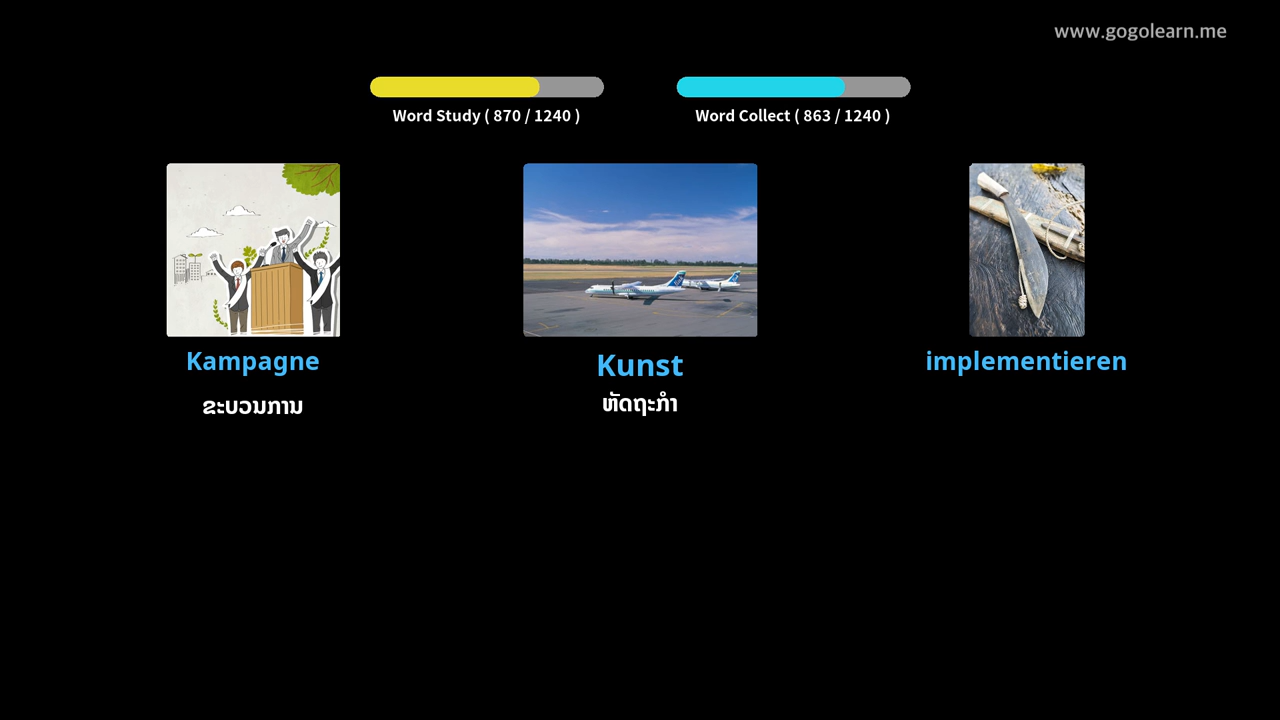 www.gogolearn.me
Word Study ( 870 / 1240 )
Word Collect ( 863 / 1240 )
Kampagne
Kunst
implementieren
ຂະບວນການ
ຫັດຖະກຳ